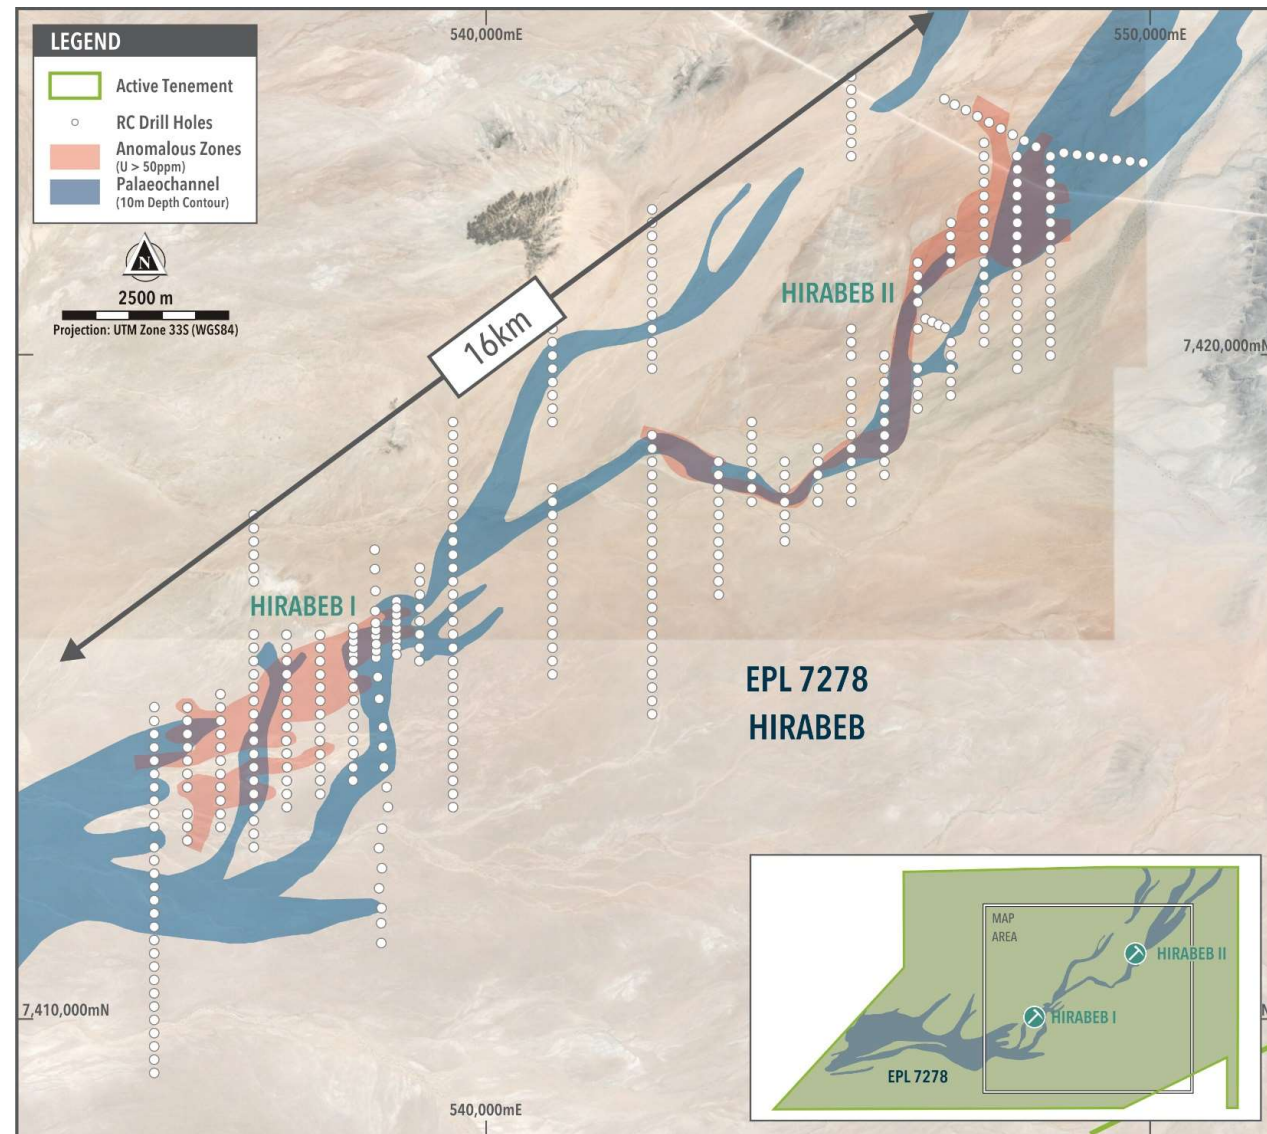 LEGEND
Active Tenement
RC Drill Holes
Anomalous Zones
(U > 50ppm)
Palaeochannel
(10m Depth Contour)
N
2500 m
Projection: UTM Zone 33S (WGS84)
540,000mE
550,000mE
16km
HIRABEB II
7,420,000mN
HIRABEB I
EPL 7278
HIRABEB
7,410,000mN
N
540,000mE
MAP
AREA
HIRABEB II
HIRABEB I
EPL 7278